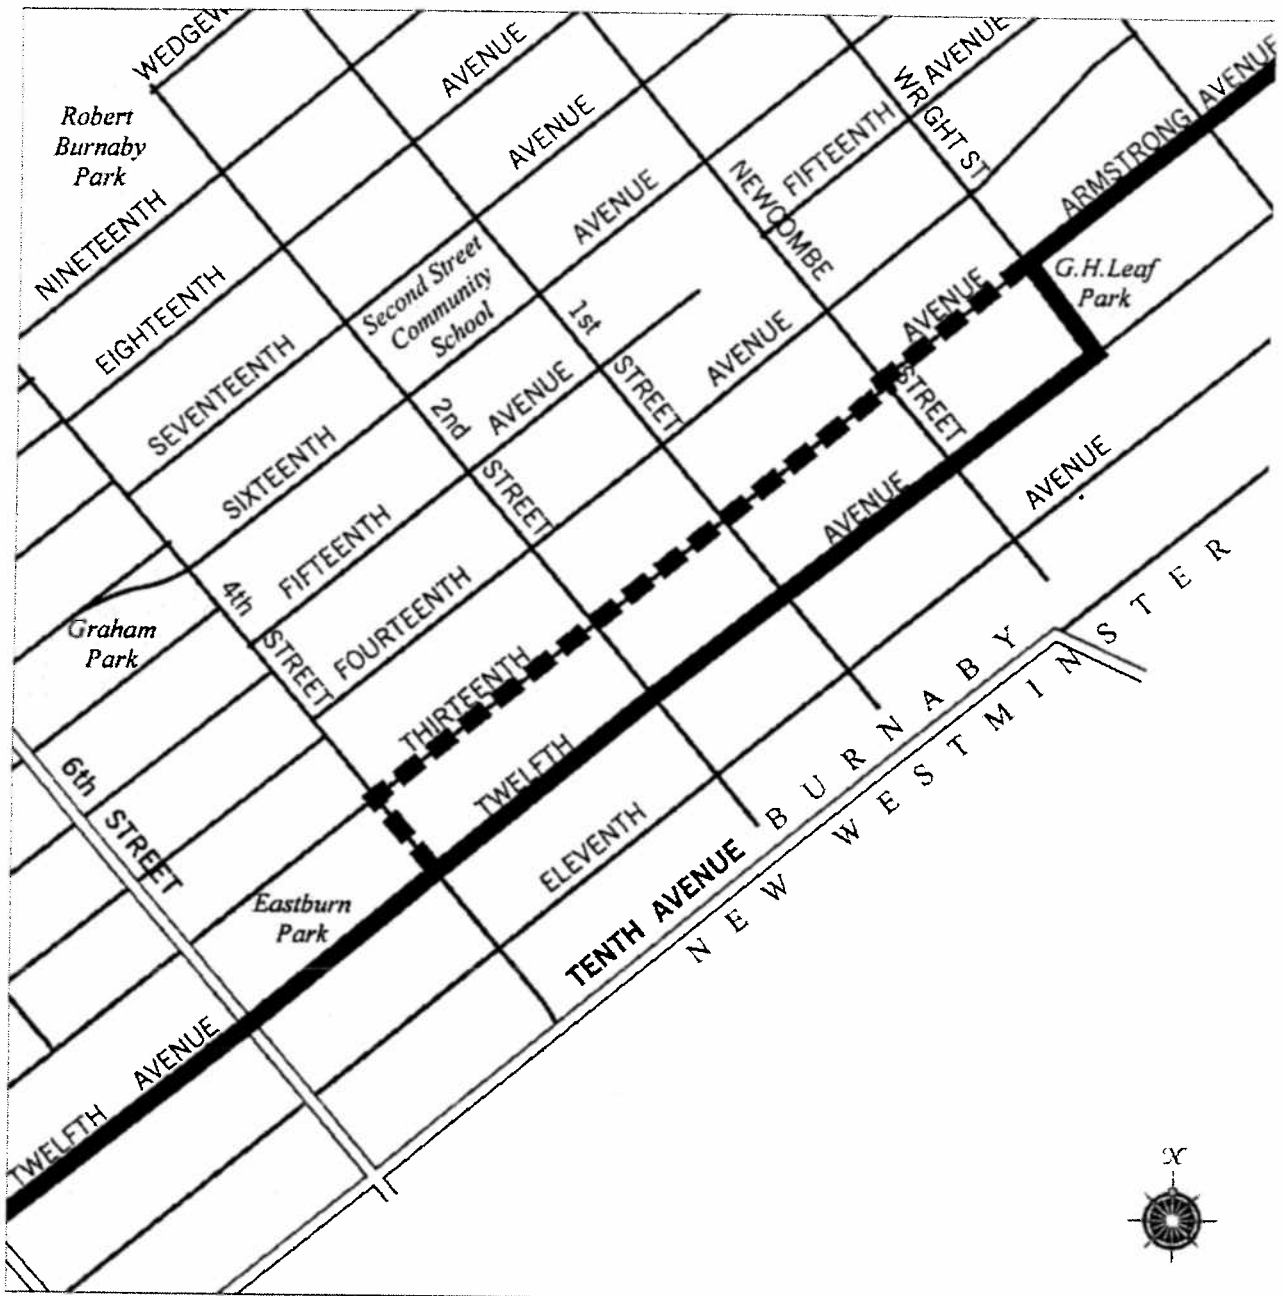 WEDGEW
AVENUE
AVENUE
AVENUE
Robert
Burnaby
Park
WRIGHT ST
AVENUE
FIFTEENTH
NEWCOMBE
ARMSTRONG AVENUE
NINETEENTH
AVENUE
Second Street
Community
School
G.H.Leaf
Park
EIGHTEENTH
1st
STREET
AVENUE
AVENUE
STREET
SEVENTEENTH
2nd
STREET
AVENUE
SIXTEENTH
AVENUE
AVENUE
FIFTEENTH
4th
STREET
FOURTEENTH
Graham
Park
THIRTEENTH
BURNABY
NEW WESTMINSTER
6th
STREET
TWELFTH
ELEVENTH
TENTH AVENUE
Eastburn
Park
TWELFTH AVENUE
N